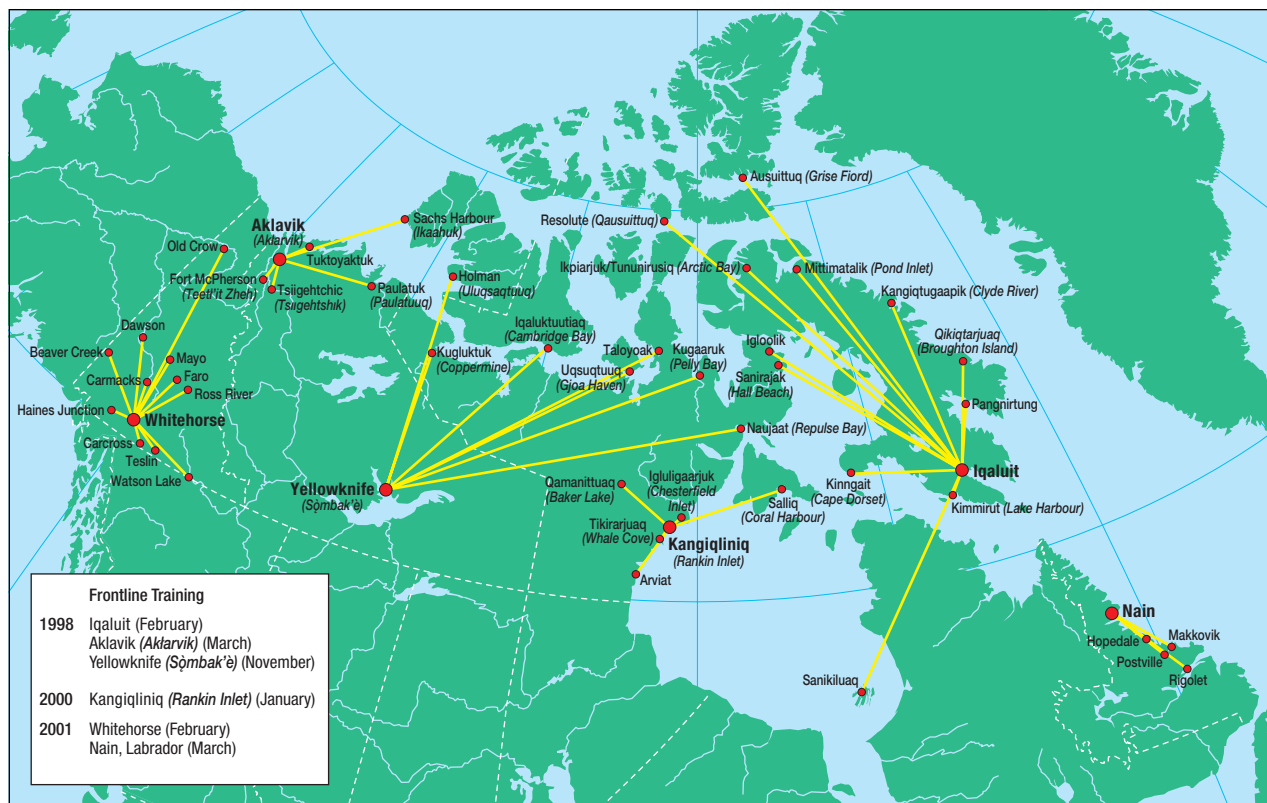 Ausuittuq (Grise Fiord)
Resolute (Qausuittuq)
Sachs Harbour
(Ikaahuk)
Aklavik
(Aklarvik)
Old Crow
Tuktoyaktuk
Ikpiarjuk/Tununirusiq (Arctic Bay)
Mittimatalik (Pond Inlet)
Fort McPherson
(Teetł'it Zheh)
Tsiigehtchic
(Tsiigehtshik)
Paulatuk
(Paulatuuq)
Holman
(Uluqsaqtuuq)
Kangiqtugaapik (Clyde River)
Dawson
Iqaluktuutiaq
(Cambridge Bay)
Qikiqtarjuaq
(Broughton Island)
Beaver Creek
Mayo
Kugluktuk
(Coppermine)
Taloyoak
Kugaaruk
(Pelly Bay)
Igloolik
Uqsuqtuuq
(Gjoa Haven)
Sanirajak
(Hall Beach)
Carmacks
Faro
Ross River
Haines Junction
Whitehorse
Pangnirtung
Naujaat (Repulse Bay)
Carcross
Teslin
Watson Lake
Yellowknife
(Sǫ̀mbak'è)
Qamanittuaq
(Baker Lake)
Igluligaarjuk
(Chesterfield
Inlet)
Salliq
(Coral Harbour)
Kinngait
(Cape Dorset)
Iqaluit
Kimmirut (Lake Harbour)
Tikirarjuaq
(Whale Cove)
Kangiqliniq
(Rankin Inlet)
Arviat
Nain
Hopedale
Makkovik
Postville
Rigolet
Sanikiluaq
Frontline Training
1998 Iqaluit (February)
Aklavik (Akłarvik) (March)
Yellowknife (Sǫ̀mbak'è) (November)
2000 Kangiqliniq (Rankin Inlet) (January)
2001 Whitehorse (February)
Nain, Labrador (March)